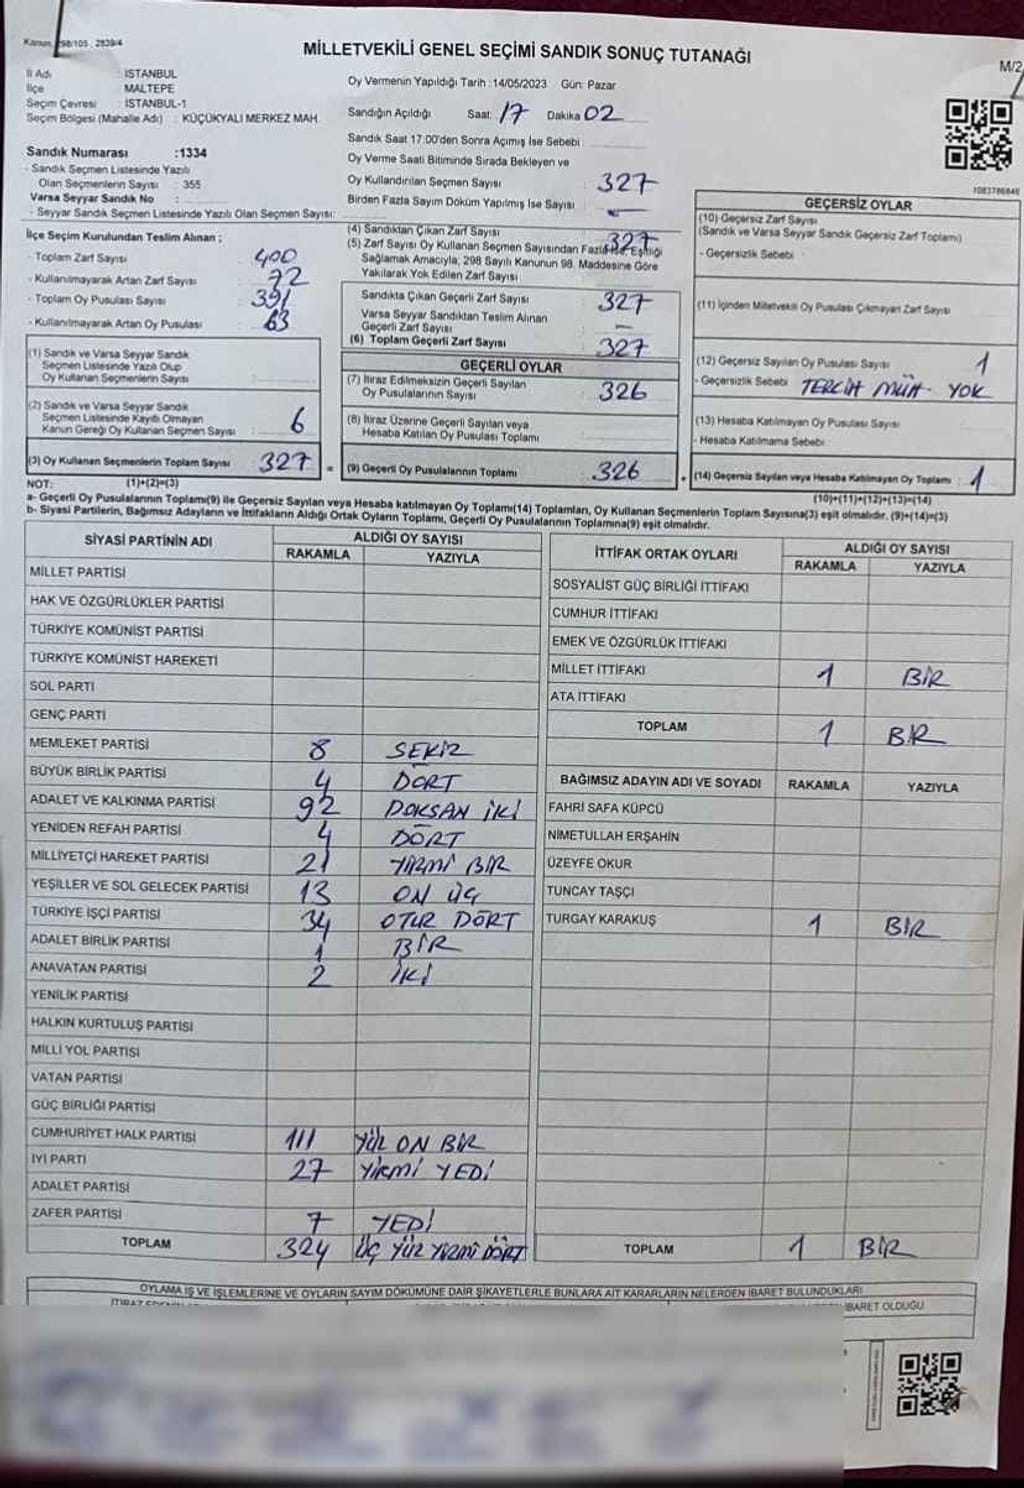 Kanun: 298/105, 2839/4
MİLLETVEKİLİ GENEL SEÇİMİ SANDIK SONUÇ TUTANAĞI
M/2
İl Adı : İSTANBUL
İlçe MALTEPE
Seçim Çevresi : İSTANBUL-1
Seçim Bölgesi (Mahalle Adı) : KÜÇÜKYALI MERKEZ MAH.
Oy Vermenin Yapıldığı Tarih :14/05/2023 Gün: Pazar
Sandığın Açıldığı Saat: 17 Dakika 02
Sandık Saat 17:00'den Sonra Açımış İse Sebebi
Oy Verme Saati Bitiminde Sırada Bekleyen ve
Oy Kullandırılan Seçmen Sayısı 327
Birden Fazla Sayım Döküm Yapılmış İse Sayısı —
Sandık Numarası :1334
- Sandık Seçmen Listesinde Yazılı
Olan Seçmenlerin Sayısı : 355
Varsa Seyyar Sandık No :
- Seyyar Sandık Seçmen Listesinde Yazılı Olan Seçmen Sayısı:
İlçe Seçim Kurulundan Teslim Alınan ;
- Toplam Zarf Sayısı 400
- Kullanılmayarak Artan Zarf Sayısı 72
- Toplam Oy Pusulası Sayısı 391
- Kullanılmayarak Artan Oy Pusulası 63
(1) Sandık ve Varsa Seyyar Sandık
Seçmen Listesinde Yazılı Olup
Oy Kullanan Seçmenlerin Sayısı
(2) Sandık ve Varsa Seyyar Sandık
Seçmen Listesinde Kayıtlı Olmayan
Kanun Gereği Oy Kullanan Seçmen Sayısı 6
(3) Oy Kullanan Seçmenlerin Toplam Sayısı 327 =
(4) Sandıktan Çıkan Zarf Sayısı 327
(5) Zarf Sayısı Oy Kullanan Seçmen Sayısından Fazla İse, Eşitliği
Sağlamak Amacıyla, 298 Sayılı Kanunun 98. Maddesine Göre
Yakılarak Yok Edilen Zarf Sayısı
Sandıkta Çıkan Geçerli Zarf Sayısı 327
Varsa Seyyar Sandıktan Teslim Alınan
Geçerli Zarf Sayısı —
(6) Toplam Geçerli Zarf Sayısı 327
GEÇERLİ OYLAR
(7) İtiraz Edilmeksizin Geçerli Sayılan
Oy Pusulalarının Sayısı 326
(8) İtiraz Üzerine Geçerli Sayılan veya
Hesaba Katılan Oy Pusulası Toplamı
(9) Geçerli Oy Pusulalarının Toplamı 326
1083786846
GEÇERSİZ OYLAR
(10) Geçersiz Zarf Sayısı
(Sandık ve Varsa Seyyar Sandık Geçersiz Zarf Toplamı)
- Geçersizlik Sebebi
(11) İçinden Milletvekili Oy Pusulası Çıkmayan Zarf Sayısı
(12) Geçersiz Sayılan Oy Pusulası Sayısı 1
- Geçersizlik Sebebi TERCİH MÜH. YOK
(13) Hesaba Katılmayan Oy Pusulası Sayısı
- Hesaba Katılmama Sebebi
(14) Geçersiz Sayılan veya Hesaba Katılmayan Oy Toplamı 1
NOT: (1)+(2)=(3)
(10)+(11)+(12)+(13)=(14)
a- Geçerli Oy Pusulalarının Toplamı(9) ile Geçersiz Sayılan veya Hesaba katılmayan Oy Toplamı(14) Toplamları, Oy Kullanan Seçmenlerin Toplam Sayısına(3) eşit olmalıdır. (9)+(14)=(3)
b- Siyasi Partilerin, Bağımsız Adayların ve İttifakların Aldığı Ortak Oyların Toplamı, Geçerli Oy Pusulalarının Toplamına(9) eşit olmalıdır.
SİYASİ PARTİNİN ADI ALDIĞI OY SAYISI
RAKAMLA YAZIYLA
MİLLET PARTİSİ
HAK VE ÖZGÜRLÜKLER PARTİSİ
TÜRKİYE KOMÜNİST PARTİSİ
TÜRKİYE KOMÜNİST HAREKETİ
SOL PARTİ
GENÇ PARTİ
MEMLEKET PARTİSİ 8 SEKİZ
BÜYÜK BİRLİK PARTİSİ 4 DÖRT
ADALET VE KALKINMA PARTİSİ 92 DOKSAN İKİ
YENİDEN REFAH PARTİSİ 4 DÖRT
MİLLİYETÇİ HAREKET PARTİSİ 21 YİRMİ BİR
YEŞİLLER VE SOL GELECEK PARTİSİ 13 ON ÜÇ
TÜRKİYE İŞÇİ PARTİSİ 34 OTUZ DÖRT
ADALET BİRLİK PARTİSİ 1 BİR
ANAVATAN PARTİSİ 2 İKİ
YENİLİK PARTİSİ
HALKIN KURTULUŞ PARTİSİ
MİLLİ YOL PARTİSİ
VATAN PARTİSİ
GÜÇ BİRLİĞİ PARTİSİ
CUMHURİYET HALK PARTİSİ 111 YÜZ ON BİR
İYİ PARTİ 27 YİRMİ YEDİ
ADALET PARTİSİ
ZAFER PARTİSİ 7 YEDİ
TOPLAM 324 ÜÇ YÜZ YİRMİ DÖRT
İTTİFAK ORTAK OYLARI ALDIĞI OY SAYISI
RAKAMLA YAZIYLA
SOSYALİST GÜÇ BİRLİĞİ İTTİFAKI
CUMHUR İTTİFAKI
EMEK VE ÖZGÜRLÜK İTTİFAKI
MİLLET İTTİFAKI 1 BİR
ATA İTTİFAKI
TOPLAM 1 BİR
BAĞIMSIZ ADAYIN ADI VE SOYADI RAKAMLA YAZIYLA
FAHRİ SAFA KÜPCÜ
NİMETULLAH ERŞAHİN
ÜZEYFE OKUR
TUNCAY TAŞÇI
TURGAY KARAKUŞ 1 BİR
TOPLAM 1 BİR
OYLAMA İŞ VE İŞLEMLERİNE VE OYLARIN SAYIM DÖKÜMÜNE DAİR ŞİKAYETLERLE BUNLARA AİT KARARLARIN NELERDEN İBARET BULUNDUKLARI
İBARET OLDUĞU